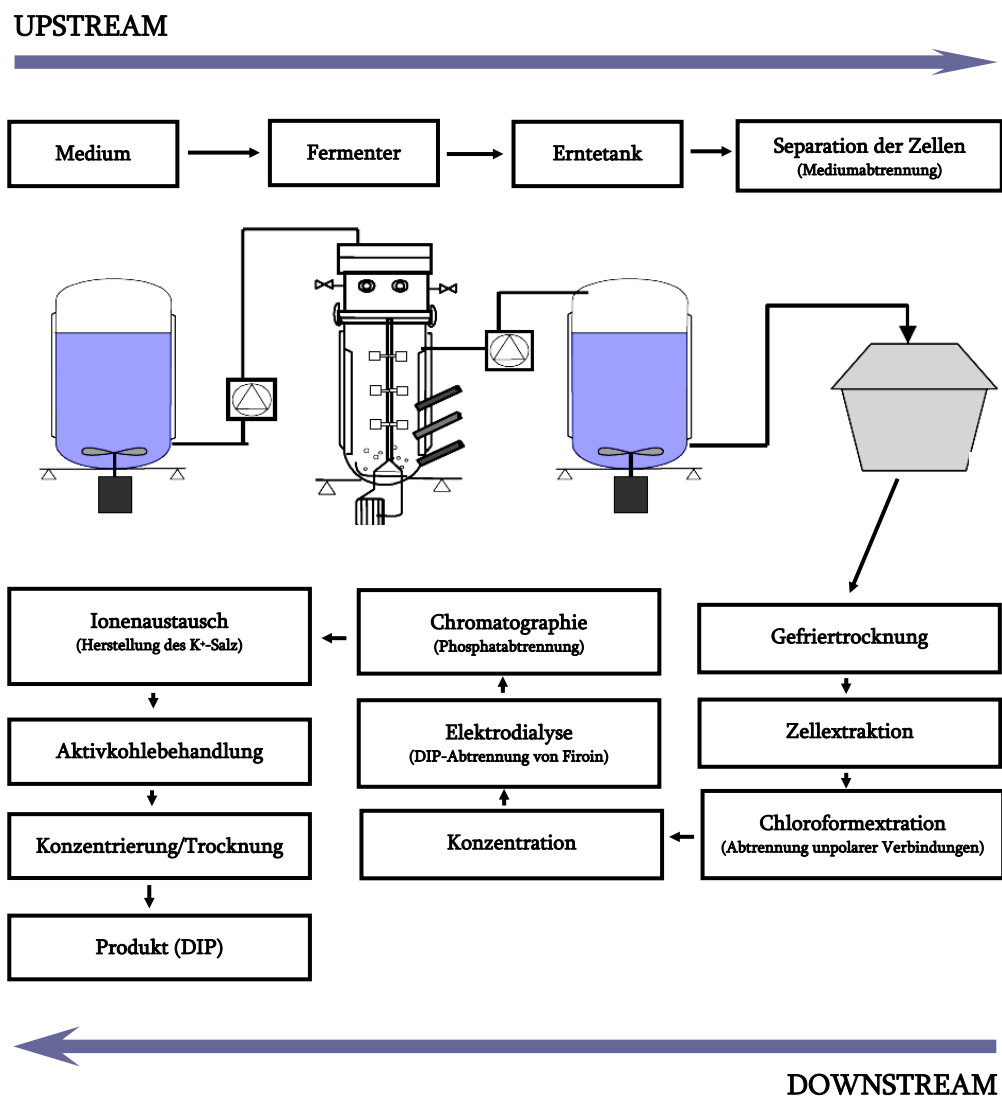 UPSTREAM
Medium
Fermenter
Erntetank
Separation der Zellen
(Mediumabtrennung)
Ionenaustausch
(Herstellung des K⁺-Salz)
Chromatographie
(Phosphatabtrennung)
Gefriertrocknung
Aktivkohlebehandlung
Elektrodialyse
(DIP-Abtrennung von Firoin)
Zellextraktion
Konzentrierung/Trocknung
Konzentration
Chloroformextration
(Abtrennung unpolarer Verbindungen)
Produkt (DIP)
DOWNSTREAM